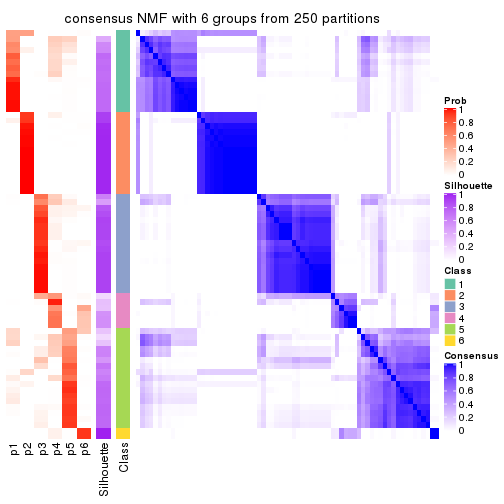 consensus NMF with 6 groups from 250 partitions
Prob
1
0.8
0.6
0.4
0.2
0
Silhouette
1
0.8
0.6
0.4
0.2
0
Class
1
2
3
4
5
6
Consensus
1
0.8
0.6
0.4
0.2
0
p1
p2
p3
p4
p5
p6
Silhouette
Class